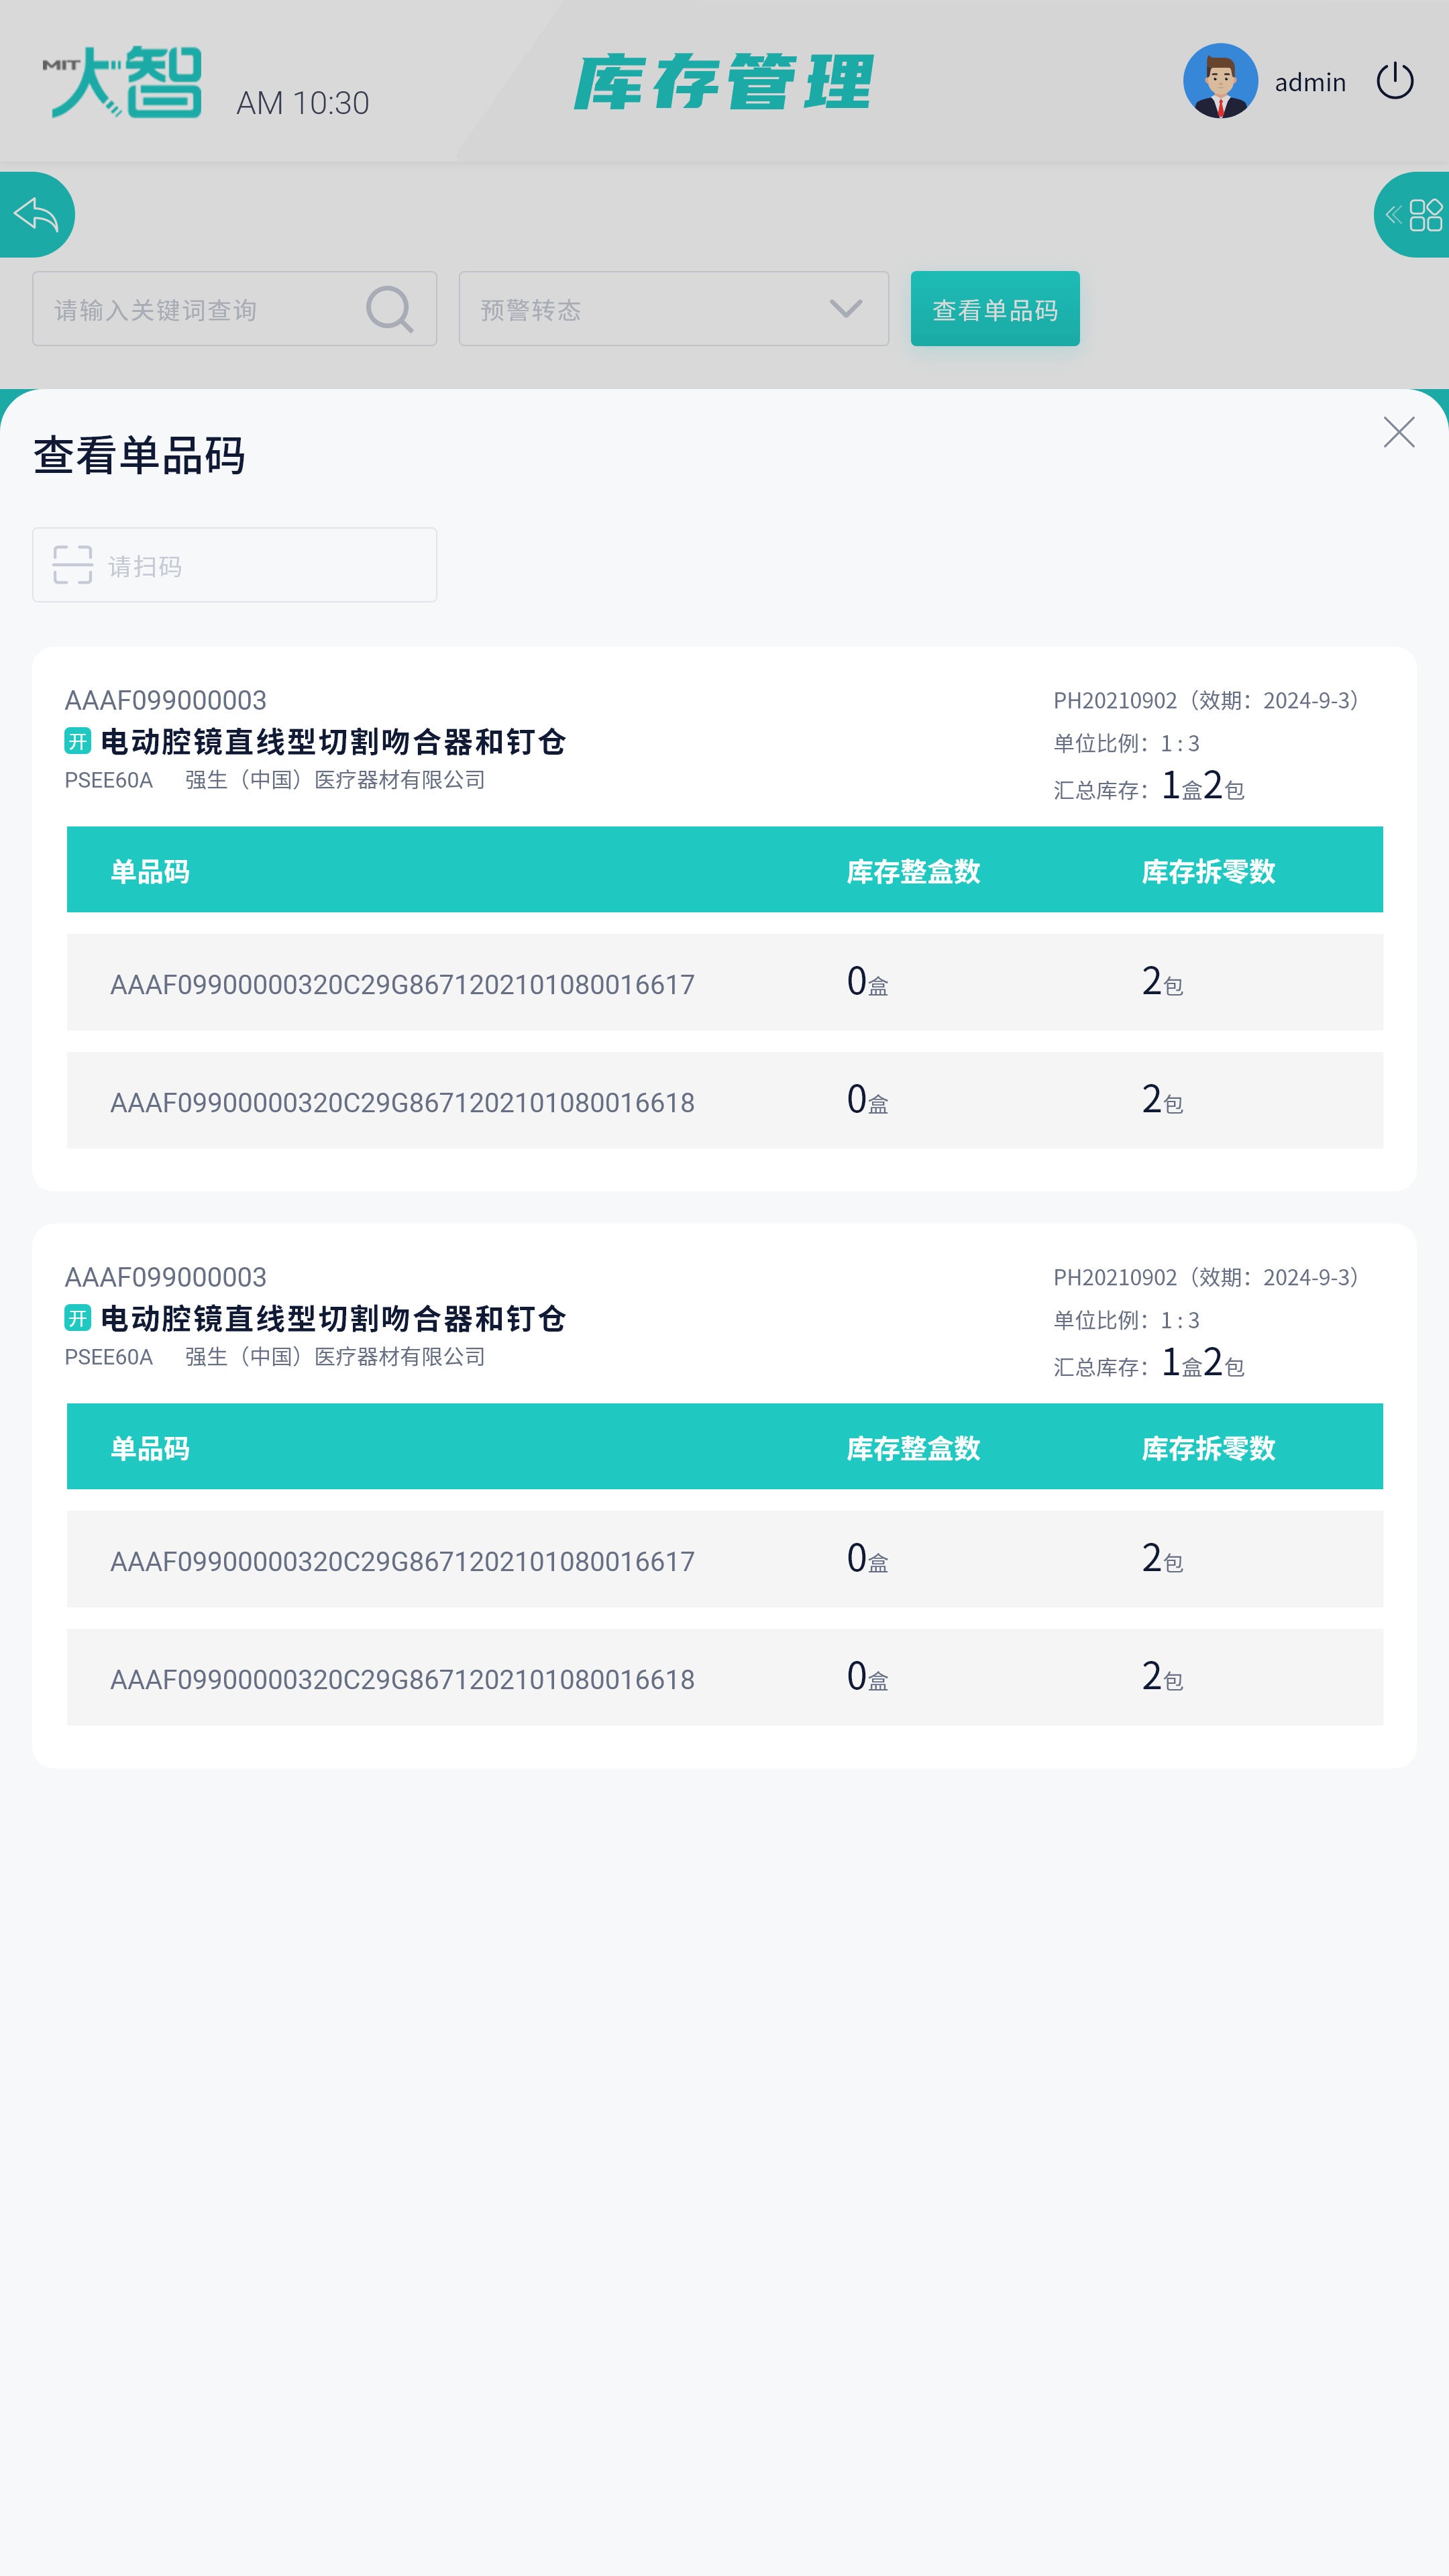 MIT大智
AM 10:30
库存管理
admin
请输入关键词查询
预警转态
查看单品码
查看单品码
请扫码
AAAF099000003
开 电动腔镜直线型切割吻合器和钉仓
PSEE60A 强生（中国）医疗器材有限公司
PH20210902（效期：2024-9-3）
单位比例：1 : 3
汇总库存：1盒2包
单品码 库存整盒数 库存拆零数
AAAF09900000320C29G8671202101080016617 0盒 2包
AAAF09900000320C29G8671202101080016618 0盒 2包
AAAF099000003
开 电动腔镜直线型切割吻合器和钉仓
PSEE60A 强生（中国）医疗器材有限公司
PH20210902（效期：2024-9-3）
单位比例：1 : 3
汇总库存：1盒2包
单品码 库存整盒数 库存拆零数
AAAF09900000320C29G8671202101080016617 0盒 2包
AAAF09900000320C29G8671202101080016618 0盒 2包